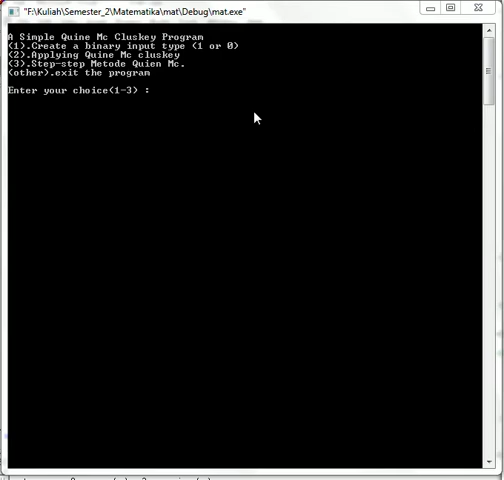 "F:\Kuliah\Semester_2\Matematika\mat\Debug\mat.exe"
A Simple Quine Mc Cluskey Program
(1).Create a binary input type (1 or 0)
(2).Applying Quine Mc cluskey
(3).Step-step Metode Quien Mc.
(other).exit the program
Enter your choice(1-3) :